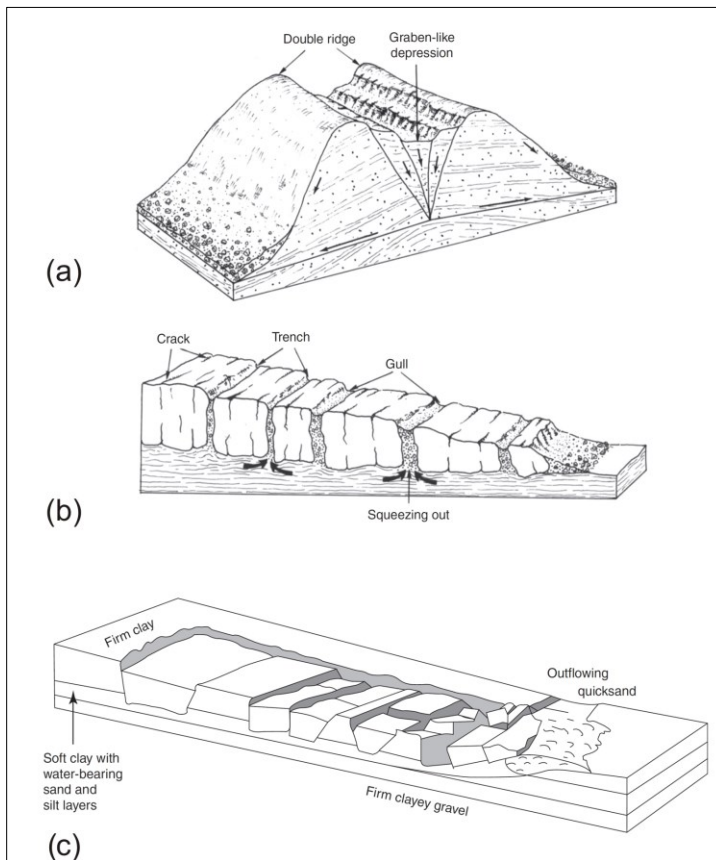 Double ridge
Graben-like
depression
(a)
Crack
Trench
Gull
Squeezing out
(b)
Firm clay
Outflowing
quicksand
Soft clay with
water-bearing
sand and
silt layers
Firm clayey gravel
(c)